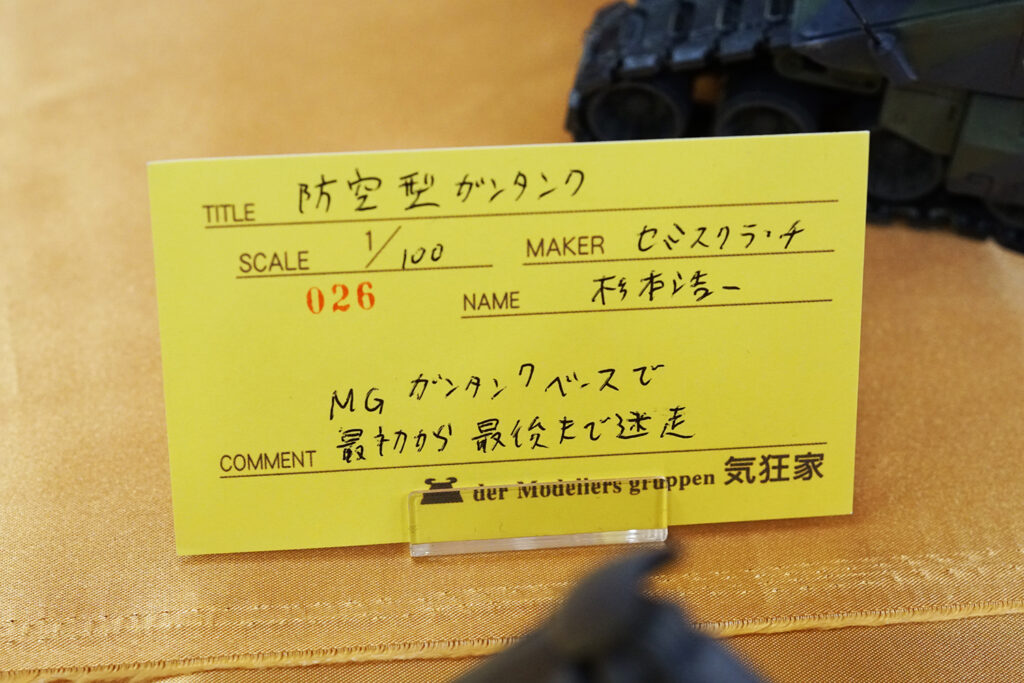 TITLE 防空型ガンタンク
SCALE 1/100 MAKER セミスクラッチ
026 NAME 杉本浩一
MG ガンタンクベースで
COMMENT 最初から最後まで迷走
der Modellers gruppen 気狂家